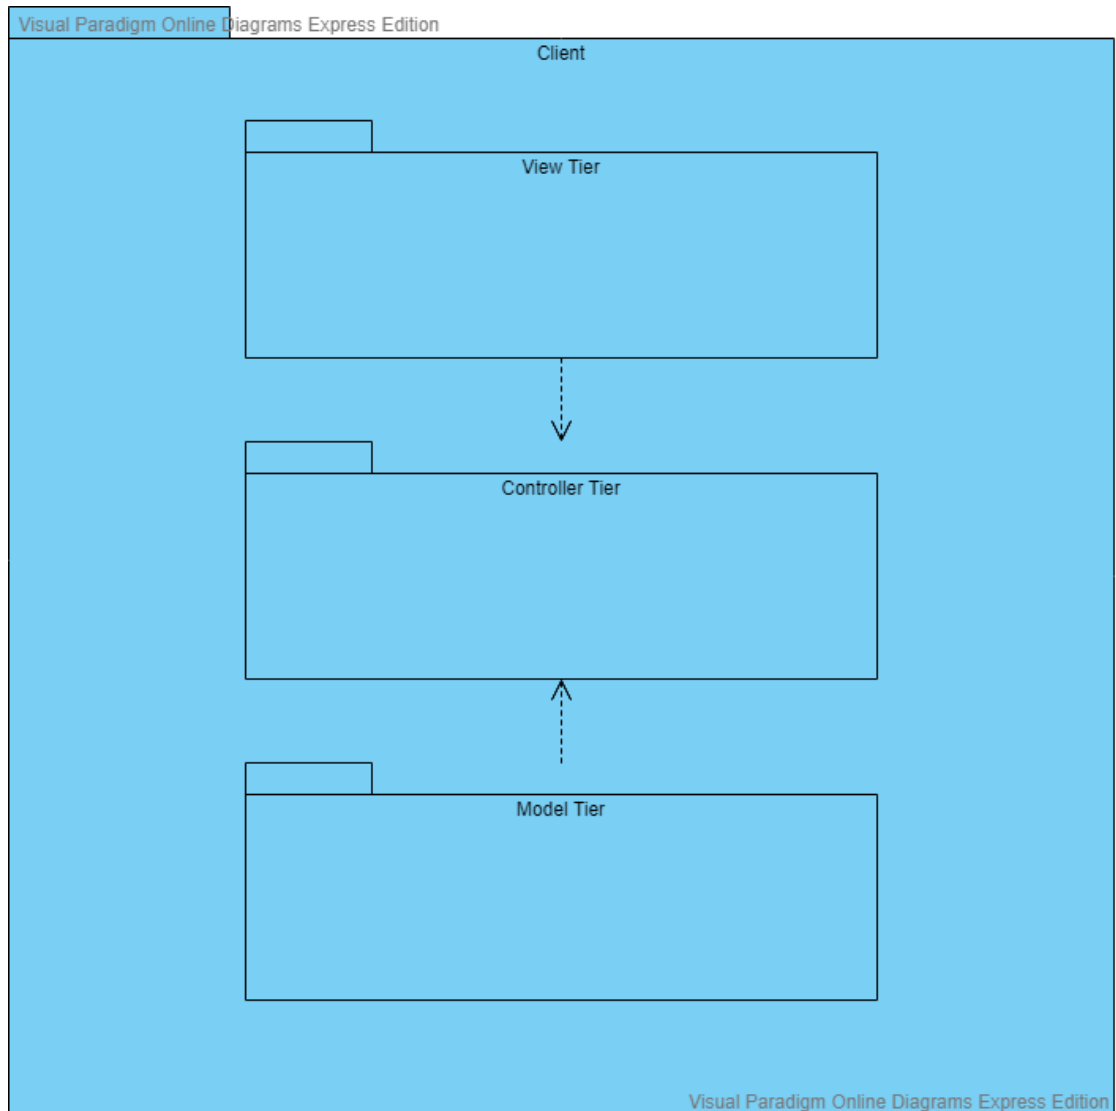 Visual Paradigm Online Diagrams Express Edition
Client
View Tier
Controller Tier
Model Tier
Visual Paradigm Online Diagrams Express Edition